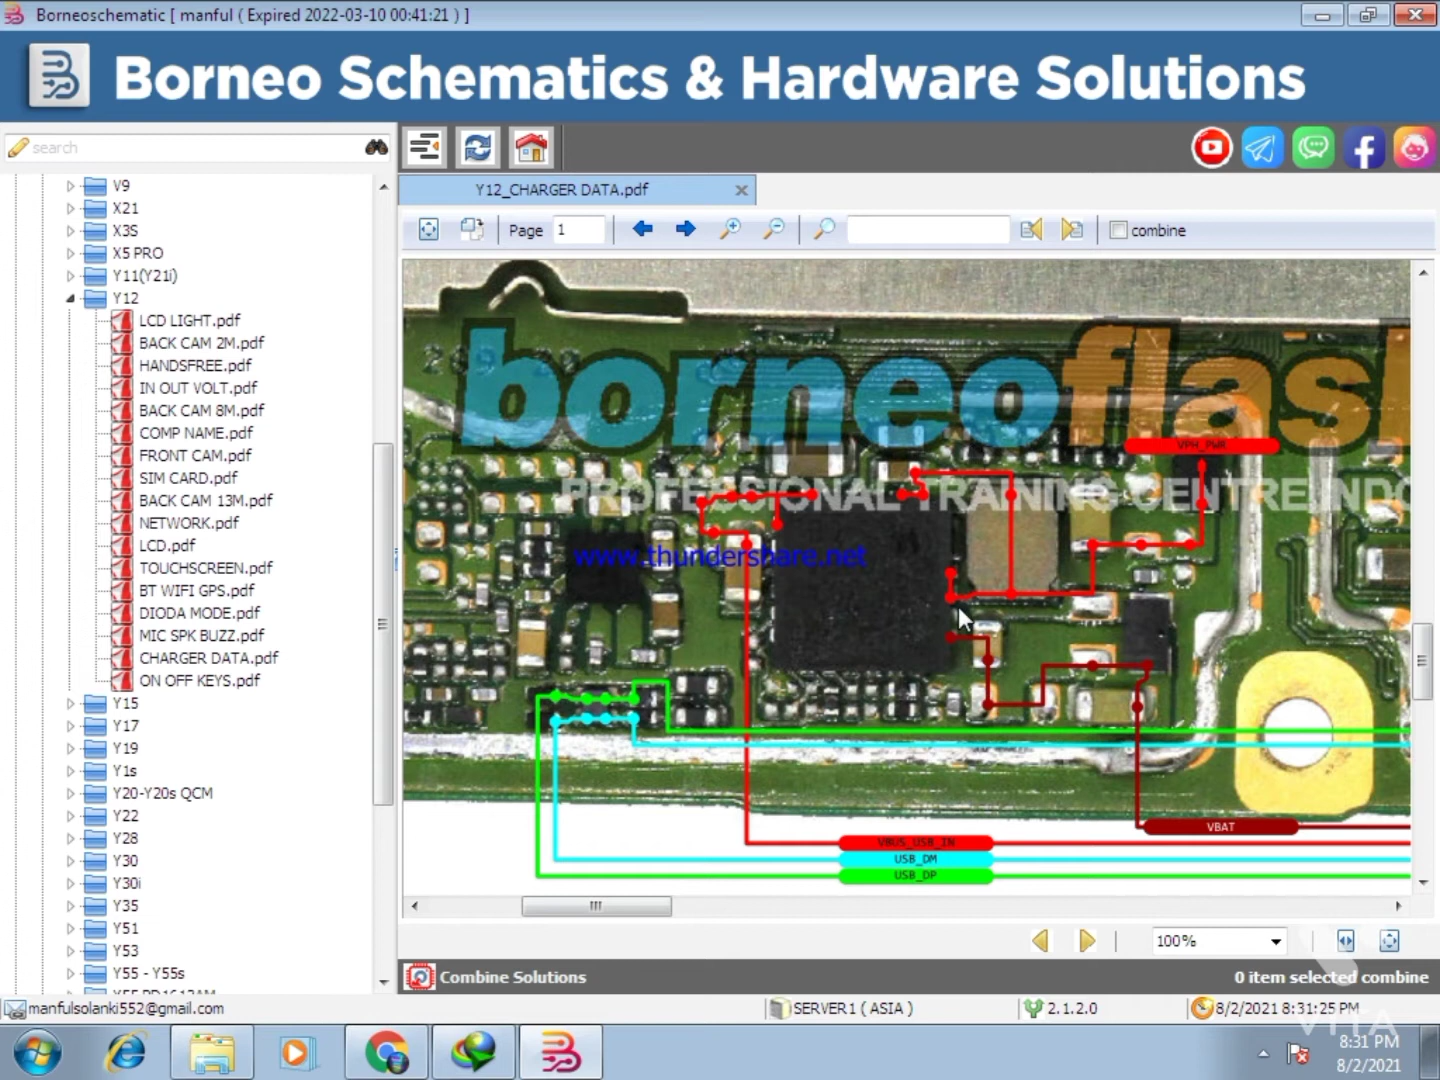 Borneoschematic [ manful ( Expired 2022-03-10 00:41:21 ) ]
Borneo Schematics & Hardware Solutions
search
V9
X21
X3S
X5 PRO
Y11(Y21i)
Y12
LCD LIGHT.pdf
BACK CAM 2M.pdf
HANDSFREE.pdf
IN OUT VOLT.pdf
BACK CAM 8M.pdf
COMP NAME.pdf
FRONT CAM.pdf
SIM CARD.pdf
BACK CAM 13M.pdf
NETWORK.pdf
LCD.pdf
TOUCHSCREEN.pdf
BT WIFI GPS.pdf
DIODA MODE.pdf
MIC SPK BUZZ.pdf
CHARGER DATA.pdf
ON OFF KEYS.pdf
Y15
Y17
Y19
Y1s
Y20-Y20s QCM
Y22
Y28
Y30
Y30i
Y35
Y51
Y53
Y55 - Y55s
Y12_CHARGER DATA.pdf
Page 1
combine
borneoflas
VPH_PWR
PROFESSIONAL TRAINING CENTRE INDO
www.thundershare.net
VBAT
VBUS_USB_IN
USB_DM
USB_DP
100%
Combine Solutions
0 item selected combine
manfulsolanki552@gmail.com
SERVER1 ( ASIA )
2.1.2.0
8/2/2021 8:31:25 PM
VITA
8:31 PM
8/2/2021